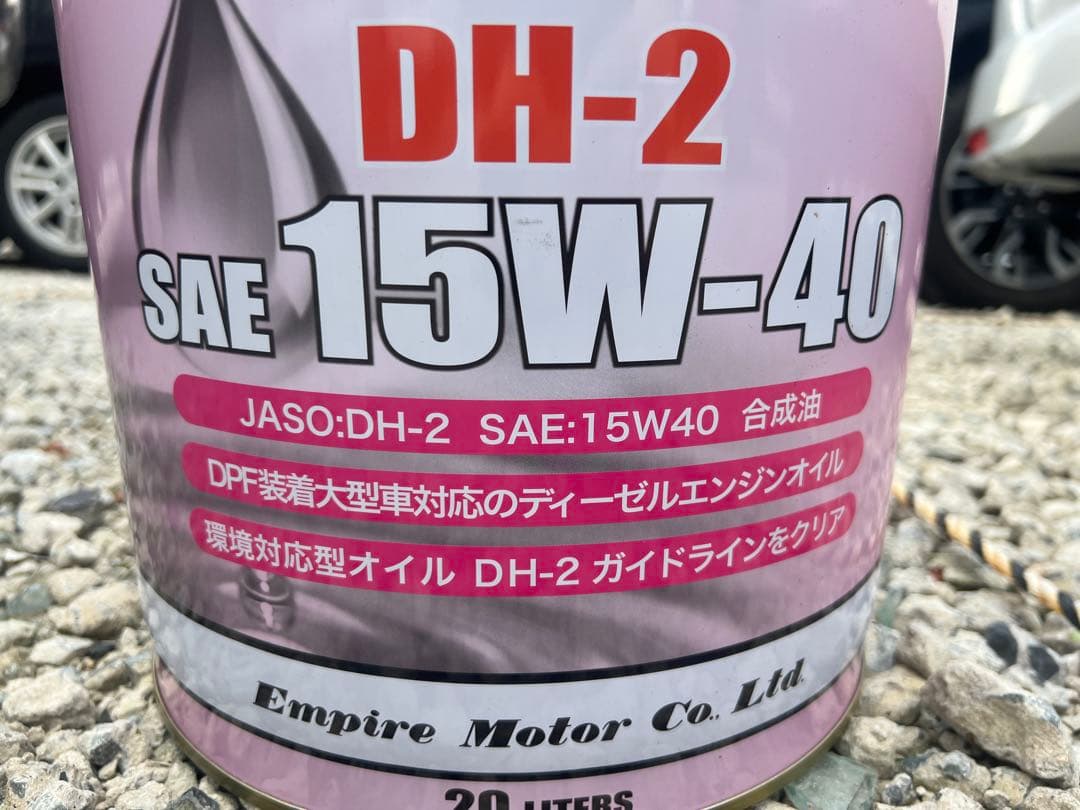 DH-2
SAE 15W-40
JASO:DH-2 SAE:15W40 合成油
DPF装着大型車対応のディーゼルエンジンオイル
環境対応型オイル DH-2 ガイドラインをクリア
Empire Motor Co., Ltd.
20 LITERS